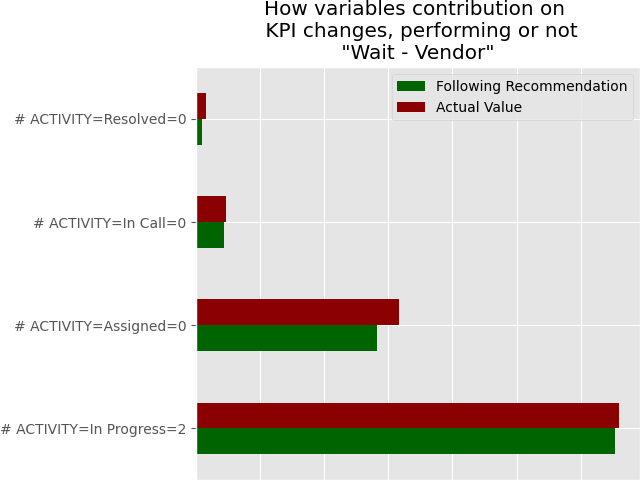 How variables contribution on
KPI changes, performing or not
"Wait - Vendor"
Following Recommendation
Actual Value
# ACTIVITY=Resolved=0
# ACTIVITY=In Call=0
# ACTIVITY=Assigned=0
# ACTIVITY=In Progress=2